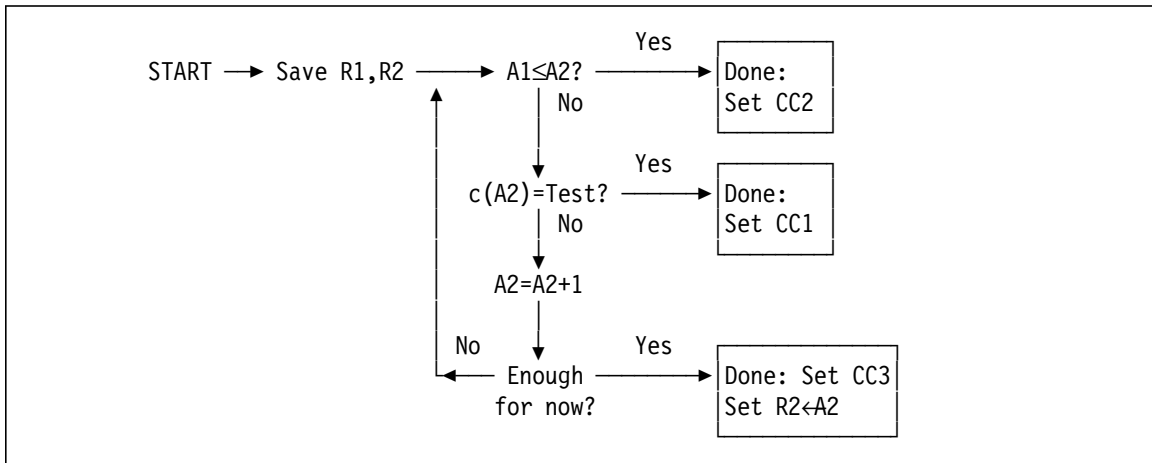 Yes
START Save R1,R2 A1≤A2? Done:
No Set CC2
Yes
c(A2)=Test? Done:
No Set CC1
A2=A2+1
No Yes
Enough Done: Set CC3
for now? Set R2←A2